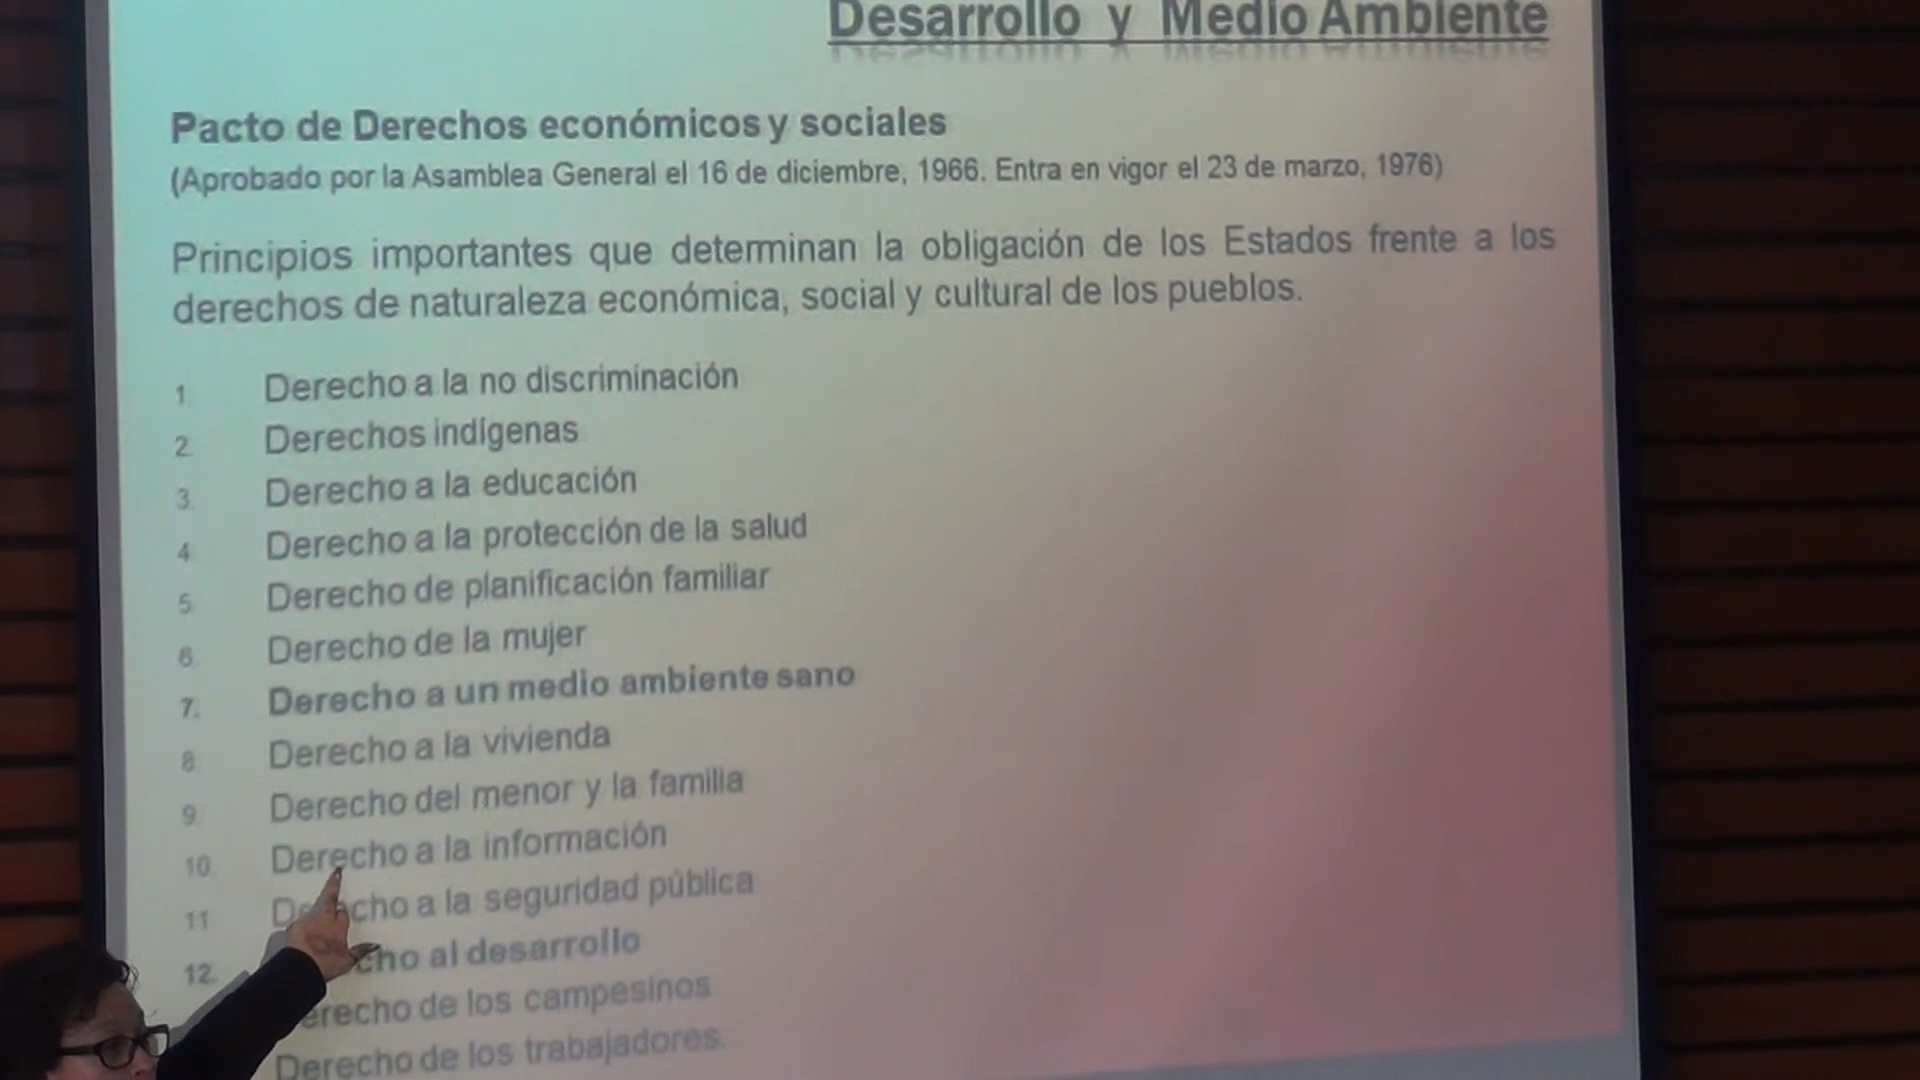 Desarrollo y Medio Ambiente
Pacto de Derechos económicos y sociales
(Aprobado por la Asamblea General el 16 de diciembre, 1966. Entra en vigor el 23 de marzo, 1976)
Principios importantes que determinan la obligación de los Estados frente a los
derechos de naturaleza económica, social y cultural de los pueblos.
1. Derecho a la no discriminación
2. Derechos indígenas
3. Derecho a la educación
4. Derecho a la protección de la salud
5. Derecho de planificación familiar
6. Derecho de la mujer
7. Derecho a un medio ambiente sano
8. Derecho a la vivienda
9. Derecho del menor y la familia
10. Derecho a la información
11. Derecho a la seguridad pública
12. cho al desarrollo
erecho de los campesinos
Derecho de los trabajadores.